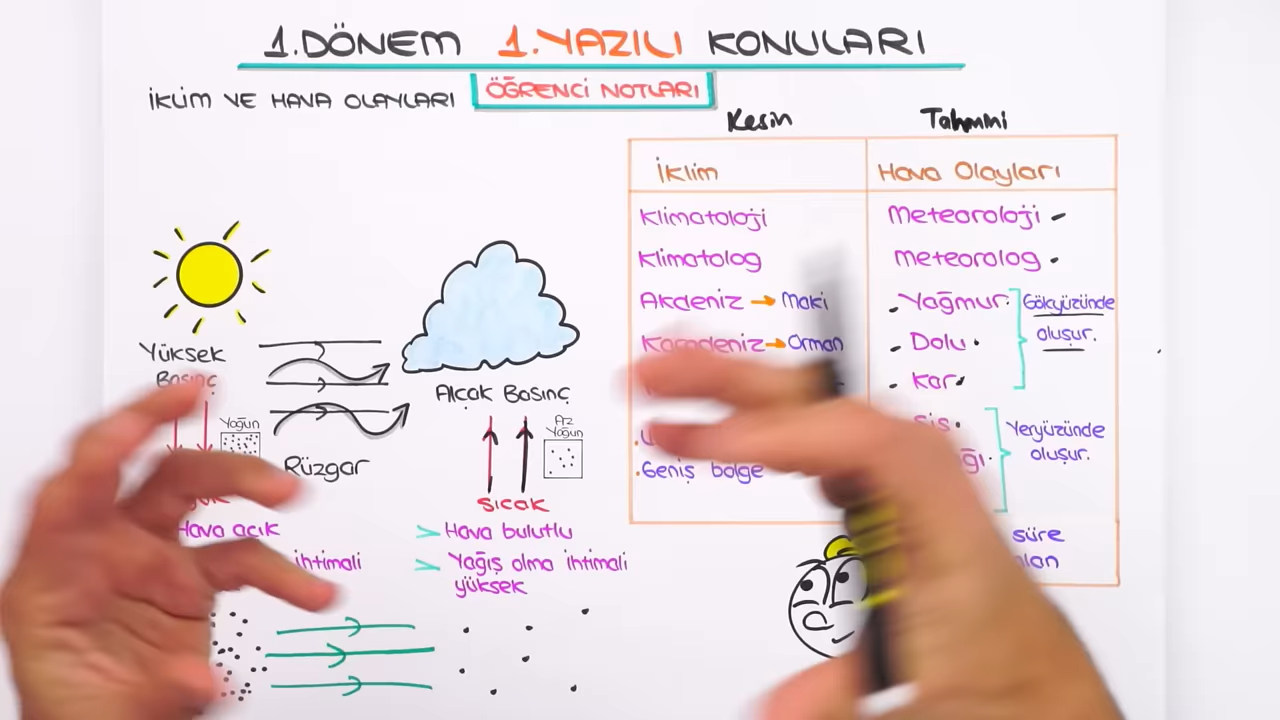 1.DÖNEM 1.YAZILI KONULARI
İKLİM VE HAVA OLAYLARI
ÖĞRENCİ NOTLARI
Kesin
Tahmini
İklim
Hava Olayları
Klimatoloji
Meteoroloji
Klimatolog
Meteorolog
Akdeniz → Maki
Yağmur
Gökyüzünde
oluşur.
Karadeniz → Orman
Dolu
Kar
Yeryüzünde
oluşur.
Geniş bölge
süre
Yüksek
Basınç
Yoğun
Rüzgar
Hava açık
ihtimali
Alçak Basınç
Az
Yoğun
Sıcak
> Hava bulutlu
> Yağış olma ihtimali
yüksek